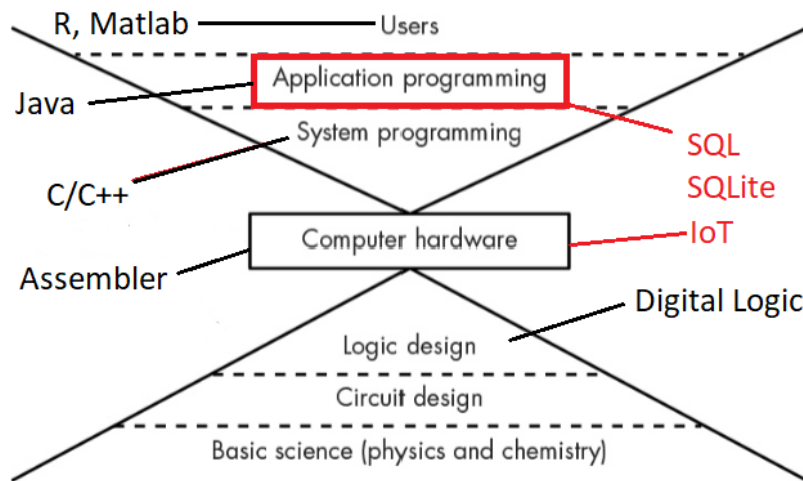 R, Matlab
Users
Application programming
Java
System programming
SQL
C/C++
SQLite
Computer hardware
IoT
Assembler
Digital Logic
Logic design
Circuit design
Basic science (physics and chemistry)